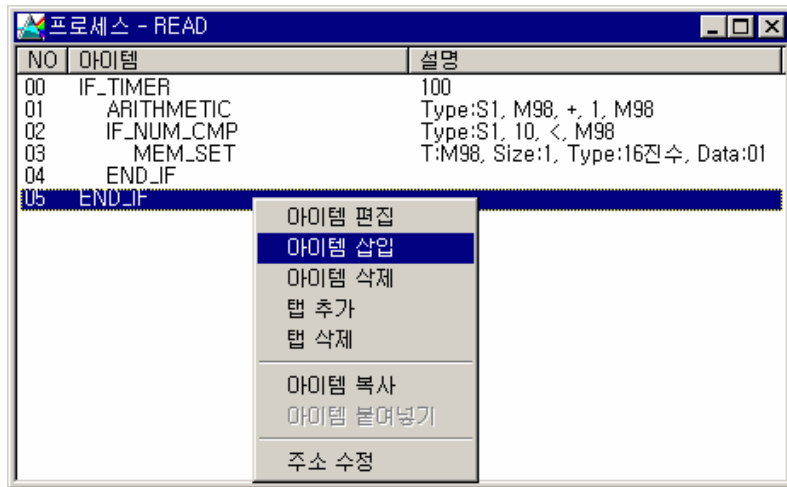 프로세스 - READ
NO 아이템 설명
00 IF_TIMER 100
01 ARITHMETIC Type:S1, M98, +, 1, M98
02 IF_NUM_CMP Type:S1, 10, <, M98
03 MEM_SET T:M98, Size:1, Type:16진수, Data:01
04 END_IF
05 END_IF
아이템 편집
아이템 삽입
아이템 삭제
탭 추가
탭 삭제
아이템 복사
아이템 붙여넣기
주소 수정